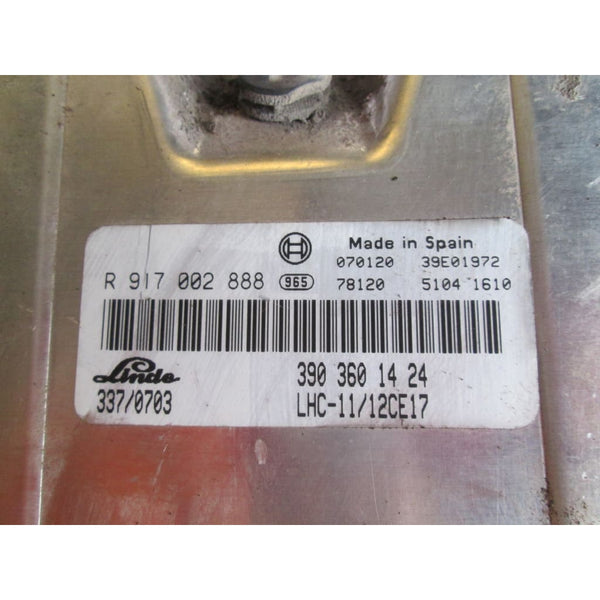 Made in Spain
070120 39E01972
R 917 002 888 965 78120 5104 1610
Linde 390 360 14 24
337/0703 LHC-11/12CE17